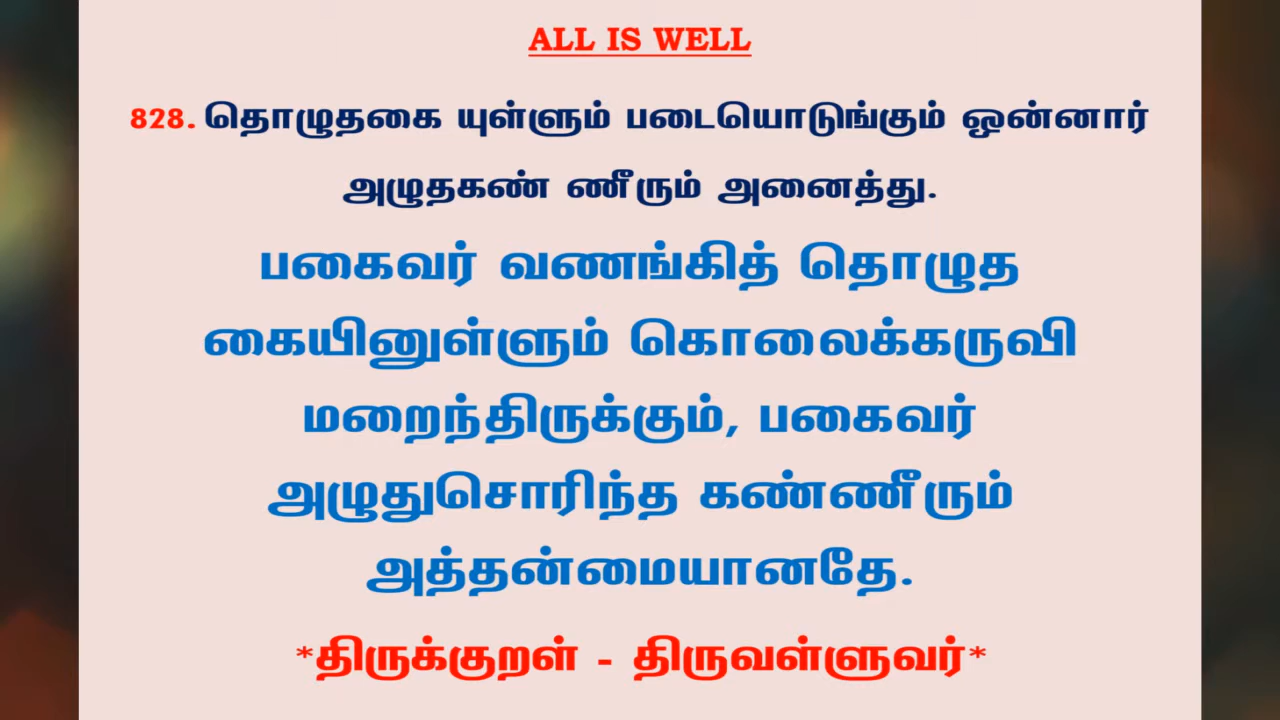 ALL IS WELL
828. தொழுதகை யுள்ளும் படையொடுங்கும் ஒன்னார்
அழுதகண் ணீரும் அனைத்து.
பகைவர் வணங்கித் தொழுத
கையினுள்ளும் கொலைக்கருவி
மறைந்திருக்கும், பகைவர்
அழுதுசொரிந்த கண்ணீரும்
அத்தன்மையானதே.
*திருக்குறள் - திருவள்ளுவர்*